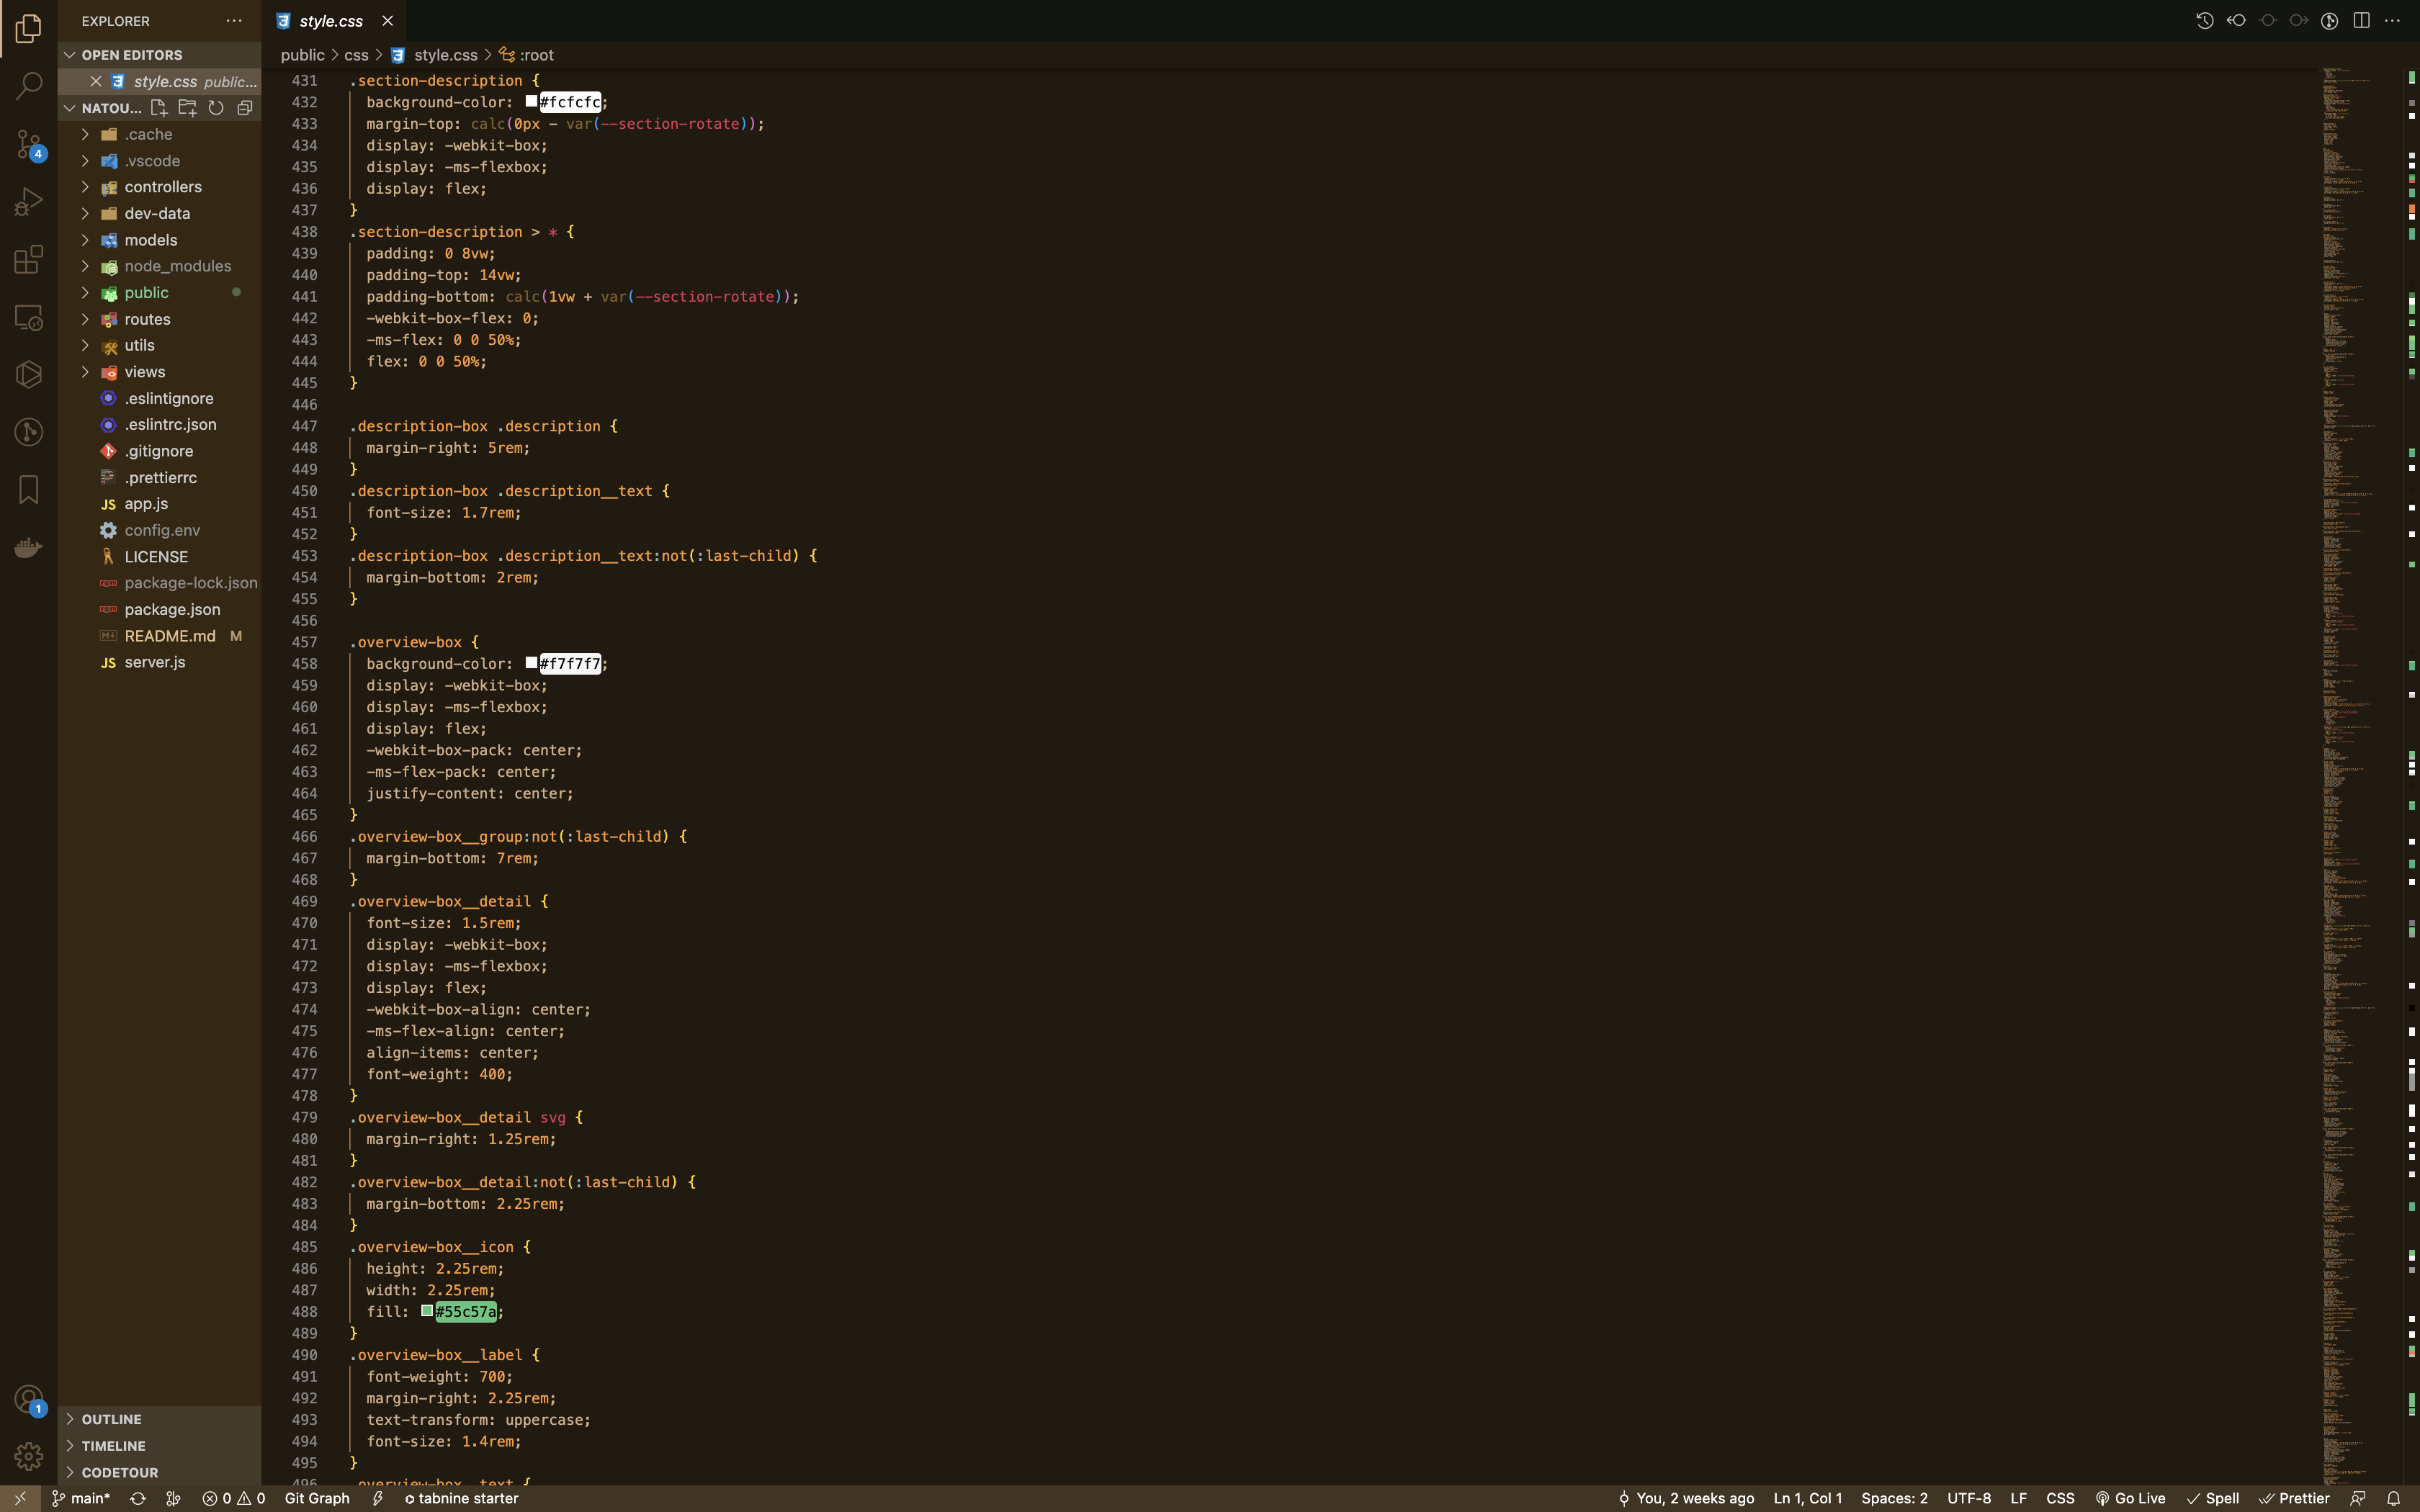 EXPLORER
OPEN EDITORS
style.css public...
NATOU...
.cache
.vscode
controllers
dev-data
models
node_modules
public
routes
utils
views
.eslintignore
.eslintrc.json
.gitignore
.prettierrc
JS app.js
config.env
LICENSE
package-lock.json
package.json
README.md M
JS server.js
OUTLINE
TIMELINE
CODETOUR
4
1
style.css
public > css > style.css > :root
431 .section-description {
432 background-color: #fcfcfc;
433 margin-top: calc(0px - var(--section-rotate));
434 display: -webkit-box;
435 display: -ms-flexbox;
436 display: flex;
437 }
438 .section-description > * {
439 padding: 0 8vw;
440 padding-top: 14vw;
441 padding-bottom: calc(1vw + var(--section-rotate));
442 -webkit-box-flex: 0;
443 -ms-flex: 0 0 50%;
444 flex: 0 0 50%;
445 }
446
447 .description-box .description {
448 margin-right: 5rem;
449 }
450 .description-box .description__text {
451 font-size: 1.7rem;
452 }
453 .description-box .description__text:not(:last-child) {
454 margin-bottom: 2rem;
455 }
456
457 .overview-box {
458 background-color: #f7f7f7;
459 display: -webkit-box;
460 display: -ms-flexbox;
461 display: flex;
462 -webkit-box-pack: center;
463 -ms-flex-pack: center;
464 justify-content: center;
465 }
466 .overview-box__group:not(:last-child) {
467 margin-bottom: 7rem;
468 }
469 .overview-box__detail {
470 font-size: 1.5rem;
471 display: -webkit-box;
472 display: -ms-flexbox;
473 display: flex;
474 -webkit-box-align: center;
475 -ms-flex-align: center;
476 align-items: center;
477 font-weight: 400;
478 }
479 .overview-box__detail svg {
480 margin-right: 1.25rem;
481 }
482 .overview-box__detail:not(:last-child) {
483 margin-bottom: 2.25rem;
484 }
485 .overview-box__icon {
486 height: 2.25rem;
487 width: 2.25rem;
488 fill: #55c57a;
489 }
490 .overview-box__label {
491 font-weight: 700;
492 margin-right: 2.25rem;
493 text-transform: uppercase;
494 font-size: 1.4rem;
495 }
496 .overview-box__text {
main* 0 0 Git Graph tabnine starter You, 2 weeks ago Ln 1, Col 1 Spaces: 2 UTF-8 LF CSS Go Live Spell Prettier